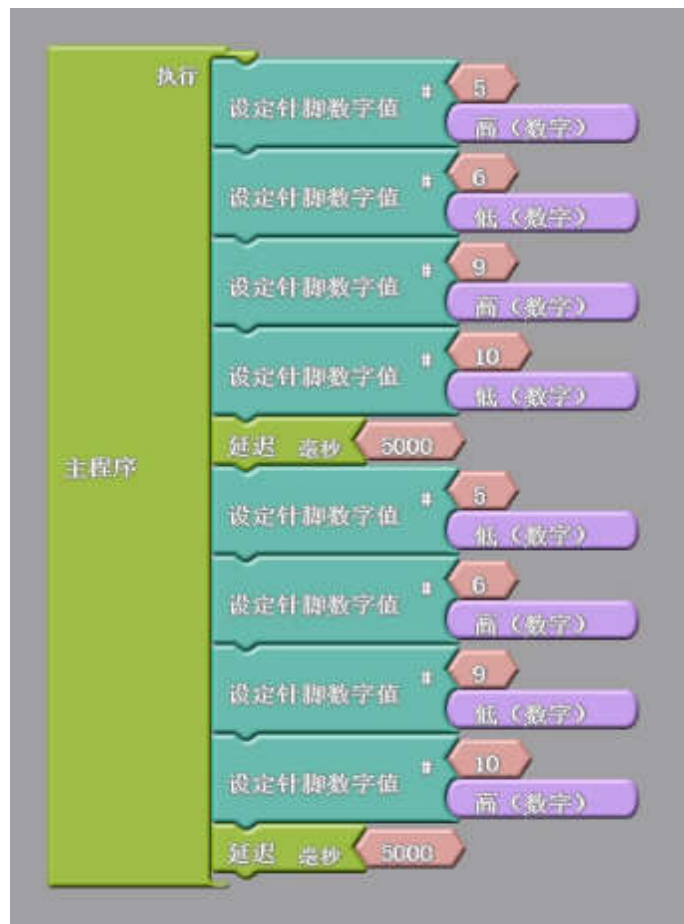 执行
设定针脚数字值 # 5
高（数字）
设定针脚数字值 # 6
低（数字）
设定针脚数字值 # 9
高（数字）
设定针脚数字值 # 10
低（数字）
延迟 毫秒 5000
主程序
设定针脚数字值 # 5
低（数字）
设定针脚数字值 # 6
高（数字）
设定针脚数字值 # 9
低（数字）
设定针脚数字值 # 10
高（数字）
延迟 毫秒 5000